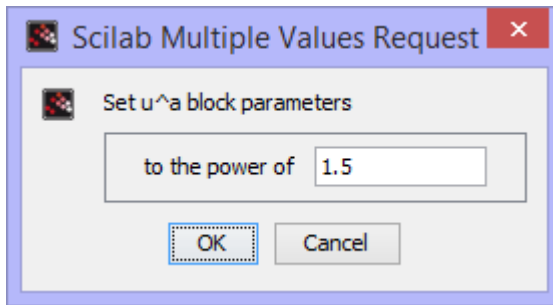 Scilab Multiple Values Request
Set u^a block parameters
to the power of 1.5
OK Cancel